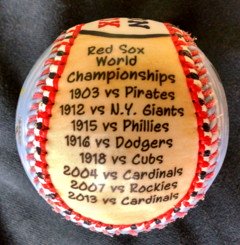 Red Sox
World
Championships
1903 vs Pirates
1912 vs N.Y. Giants
1915 vs Phillies
1916 vs Dodgers
1918 vs Cubs
2004 vs Cardinals
2007 vs Rockies
2013 vs Cardinals